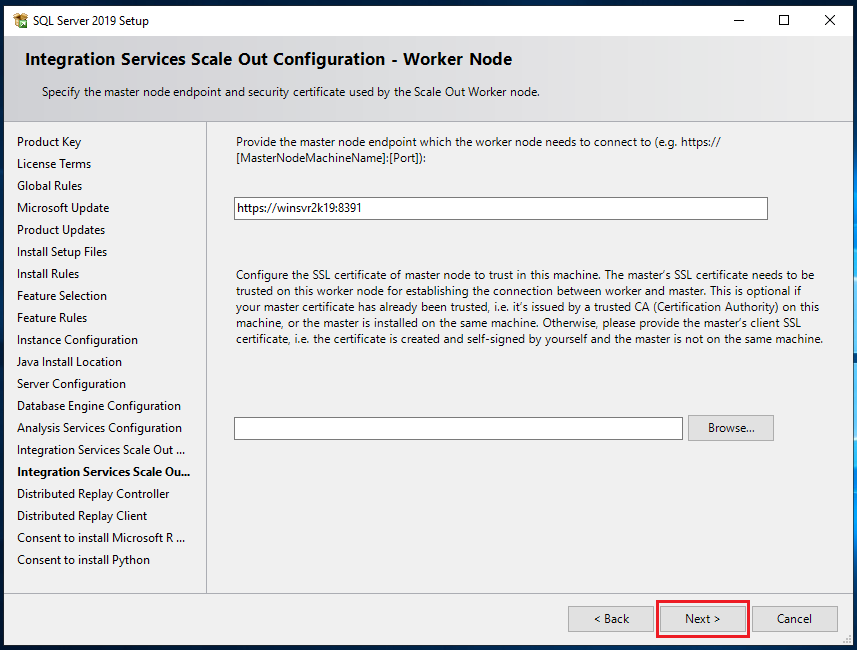 SQL Server 2019 Setup
Integration Services Scale Out Configuration - Worker Node
Specify the master node endpoint and security certificate used by the Scale Out Worker node.
Product Key
License Terms
Global Rules
Microsoft Update
Product Updates
Install Setup Files
Install Rules
Feature Selection
Feature Rules
Instance Configuration
Java Install Location
Server Configuration
Database Engine Configuration
Analysis Services Configuration
Integration Services Scale Out ...
Integration Services Scale Ou...
Distributed Replay Controller
Distributed Replay Client
Consent to install Microsoft R ...
Consent to install Python
Provide the master node endpoint which the worker node needs to connect to (e.g. https://
[MasterNodeMachineName]:[Port]):
https://winsvr2k19:8391
Configure the SSL certificate of master node to trust in this machine. The master's SSL certificate needs to be
trusted on this worker node for establishing the connection between worker and master. This is optional if
your master certificate has already been trusted, i.e. it's issued by a trusted CA (Certification Authority) on this
machine, or the master is installed on the same machine. Otherwise, please provide the master's client SSL
certificate, i.e. the certificate is created and self-signed by yourself and the master is not on the same machine.
Browse...
< Back
Next >
Cancel